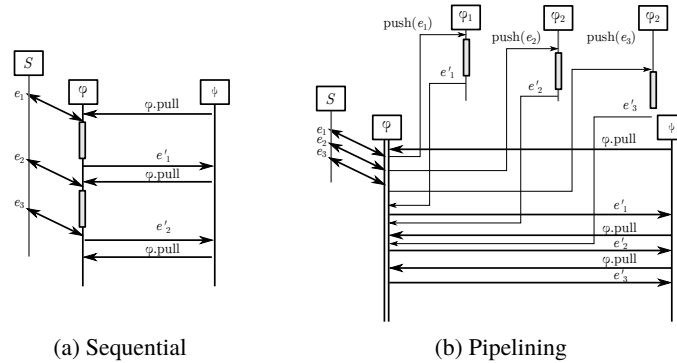 S
φ
ψ
e₁
φ.pull
e′₁
e₂
φ.pull
e₃
e′₂
φ.pull
(a) Sequential
φ₁
φ₂
φ₂
push(e₁)
push(e₂)
push(e₃)
e′₁
e′₂
e′₃
S
φ
ψ
e₁
e₂
e₃
φ.pull
e′₁
φ.pull
e′₂
φ.pull
e′₃
(b) Pipelining